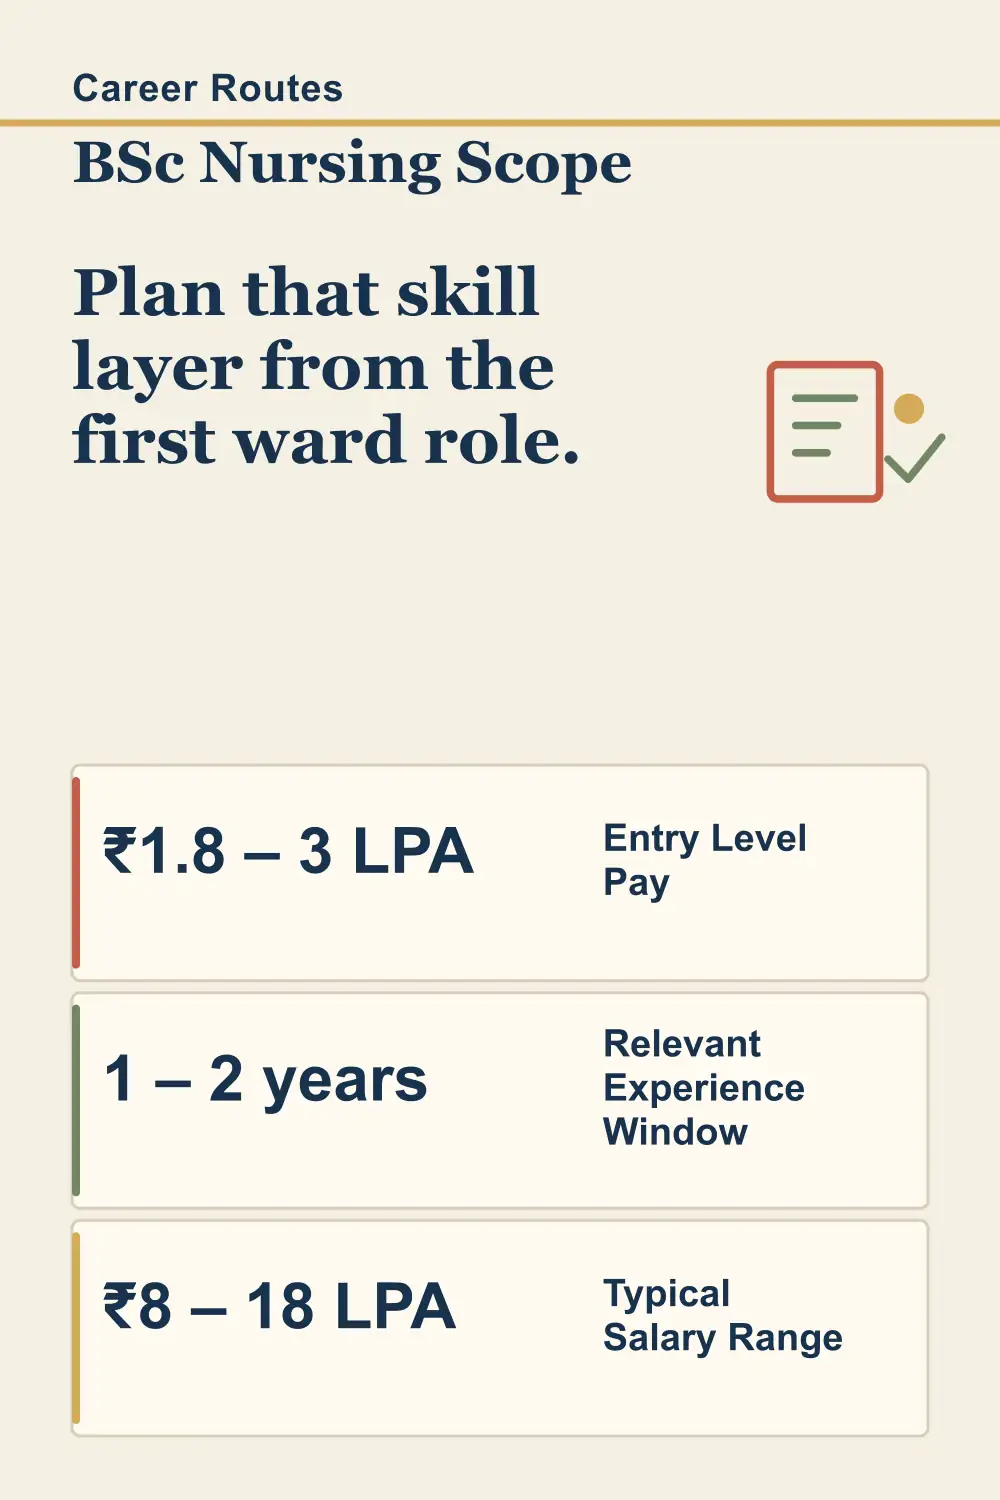 Career Routes
BSc Nursing Scope
Plan that skill
layer from the
first ward role.
₹1.8 – 3 LPA
Entry Level
Pay
1 – 2 years
Relevant
Experience
Window
₹8 – 18 LPA
Typical
Salary Range